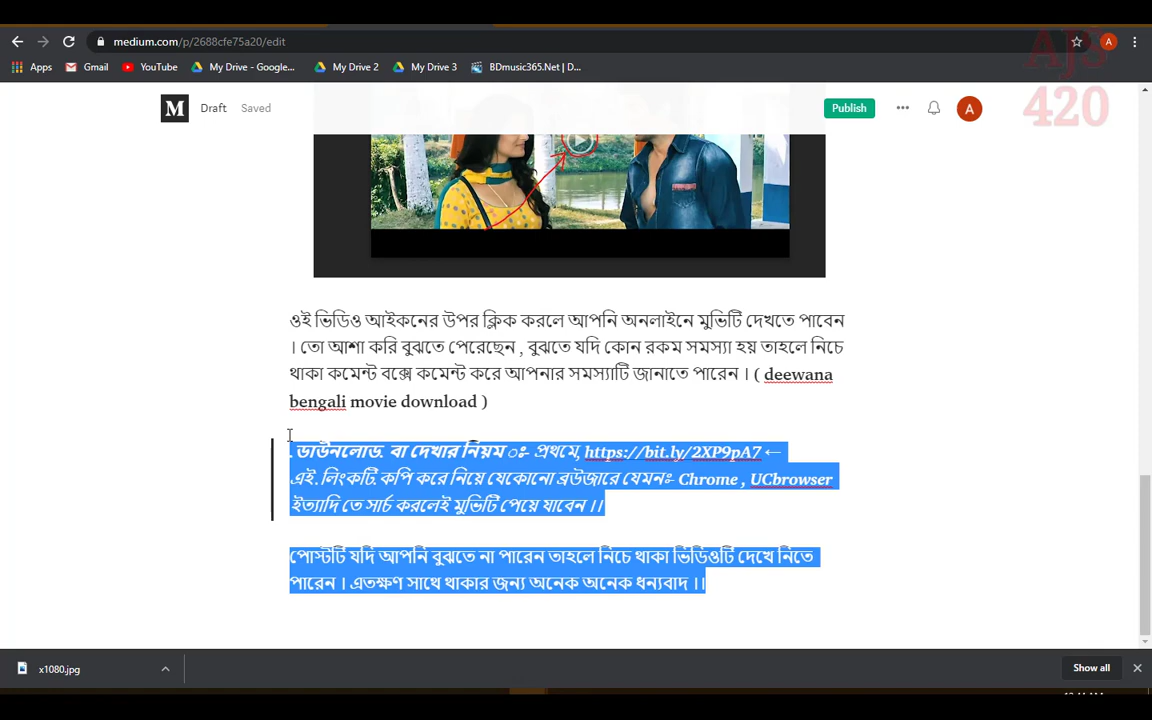 medium.com/p/2688cfe75a20/edit
A
Apps
Gmail
YouTube
My Drive - Google...
My Drive 2
My Drive 3
BDmusic365.Net | D...
AJS
420
M
Draft
Saved
Publish
A
ওই ভিডিও আইকনের উপর ক্লিক করলে আপনি অনলাইনে মুভিটি দেখতে পাবেন
। তো আশা করি বুঝতে পেরেছেন , বুঝতে যদি কোন রকম সমস্যা হয় তাহলে নিচে
থাকা কমেন্ট বক্সে কমেন্ট করে আপনার সমস্যাটি জানাতে পারেন । ( deewana
bengali movie download )
. ডাউনলোড. বা দেখার নিয়ম ঃ- প্রথমে, https://bit.ly/2XP9pA7 ←
এই. লিংকটি. কপি করে নিয়ে যেকোনো ব্রউজারে যেমনঃ- Chrome , UCbrowser
ইত্যাদি তে সার্চ করলেই মুভিটি পেয়ে যাবেন ।।
পোস্টটি যদি আপনি বুঝতে না পারেন তাহলে নিচে থাকা ভিডিওটি দেখে নিতে
পারেন । এতক্ষণ সাথে থাকার জন্য অনেক অনেক ধন্যবাদ ।।
x1080.jpg
Show all